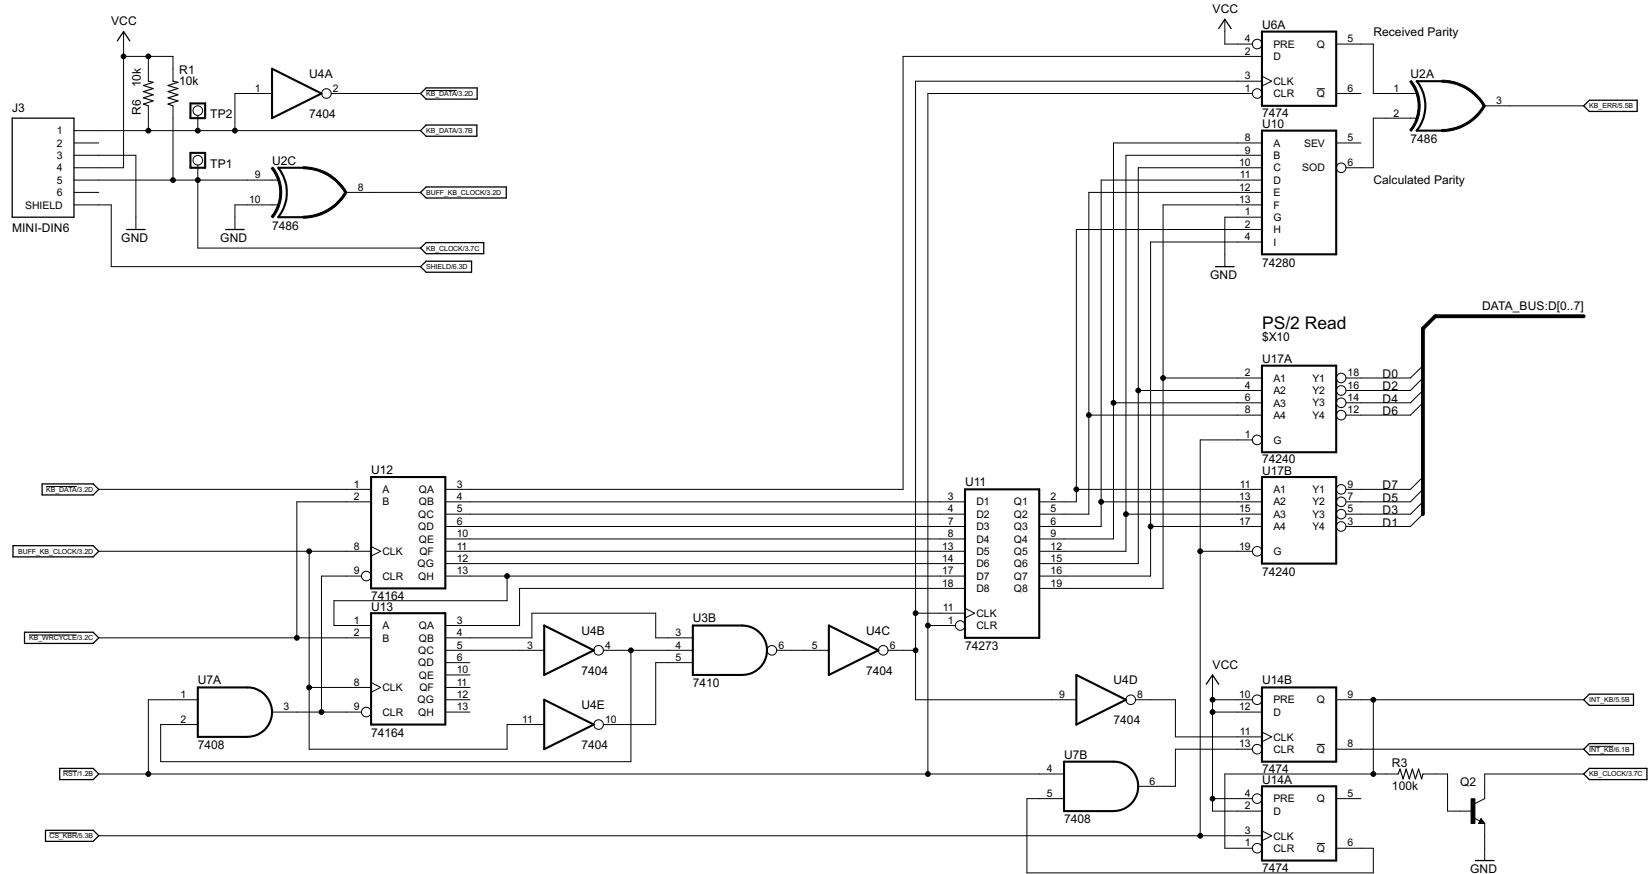 VCC
R6 10k
R1
10k
J3
1
2
3
4
5
6
SHIELD
MINI-DIN6
GND
TP2
TP1
U4A
1
2
7404
U2C
9
10
8
7486
GND
KB_DATA/3.2D
KB_DATA/3.7B
BUFF_KB_CLOCK/3.2D
KB_CLOCK/3.7C
SHIELD/6.3D
VCC
U6A
4 PRE Q 5
2 D
3 CLK
1 CLR Q 6
7474
Received Parity
U2A
1
2
3
7486
KB_ERR/5.5B
U10
8 A SEV 5
9 B
10 C SOD 6
11 D
12 E
13 F
1 G
2 H
4 I
74280
Calculated Parity
GND
DATA_BUS:D[0..7]
PS/2 Read
$X10
U17A
2 A1 Y1 18 D0
4 A2 Y2 16 D2
6 A3 Y3 14 D4
8 A4 Y4 12 D6
1 G
74240
U17B
11 A1 Y1 9 D7
13 A2 Y2 7 D5
15 A3 Y3 5 D3
17 A4 Y4 3 D1
19 G
74240
KB_DATA/3.2D
BUFF_KB_CLOCK/3.2D
KB_WRCYCLE/3.2C
RST/1.2B
CS_KBR/5.3B
U12
1 A QA 3
2 B QB 4
QC 5
QD 6
QE 10
8 CLK QF 11
QG 12
9 CLR QH 13
74164
U13
1 A QA 3
2 B QB 4
QC 5
QD 6
QE 10
8 CLK QF 11
QG 12
9 CLR QH 13
74164
U7A
1
2
3
7408
U4B
3
4
7404
U4E
11
10
7404
U3B
3
4
5
6
7410
U4C
5
6
7404
U11
3 D1 Q1 2
4 D2 Q2 5
7 D3 Q3 6
8 D4 Q4 9
13 D5 Q5 12
14 D6 Q6 15
17 D7 Q7 16
18 D8 Q8 19
11 CLK
1 CLR
74273
U4D
9
8
7404
U7B
4
5
6
7408
VCC
U14B
10 PRE Q 9
12 D
11 CLK
13 CLR Q 8
7474
U14A
4 PRE Q 5
2 D
3 CLK
1 CLR Q 6
7474
R3
100k
Q2
GND
INT_KB/5.5B
INT_KB/6.1B
KB_CLOCK/3.7C